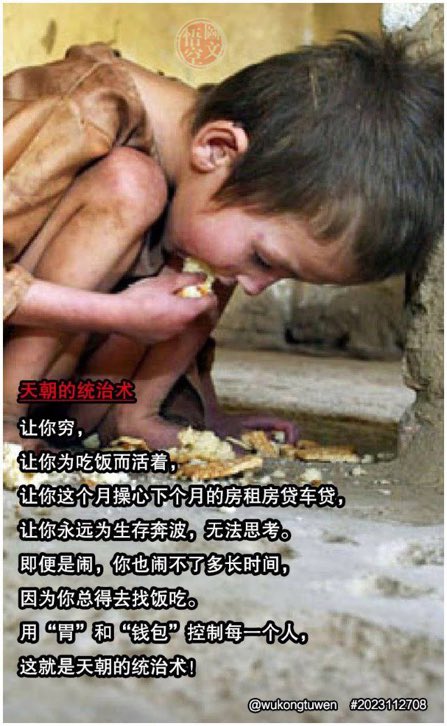 悟空
图文
天朝的统治术
让你穷，
让你为吃饭而活着，
让你这个月操心下个月的房租房贷车贷，
让你永远为生存奔波，无法思考。
即便是闹，你也闹不了多长时间，
因为你总得去找饭吃。
用“胃”和“钱包”控制每一个人，
这就是天朝的统治术！
@wukongtuwen #2023112708